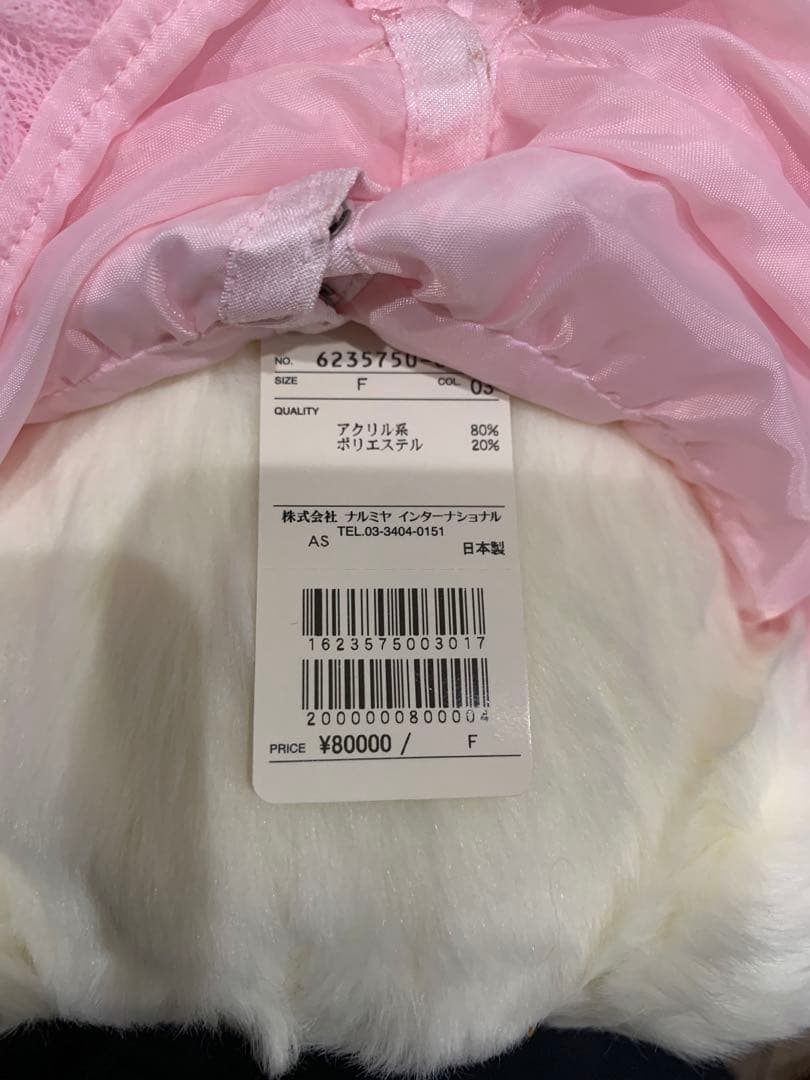 NO. 6235750-
SIZE F COL. 03
QUALITY
アクリル系 80%
ポリエステル 20%
株式会社 ナルミヤ インターナショナル
TEL.03-3404-0151
AS 日本製
1623575003017
2000000800004
PRICE ¥80000/ F